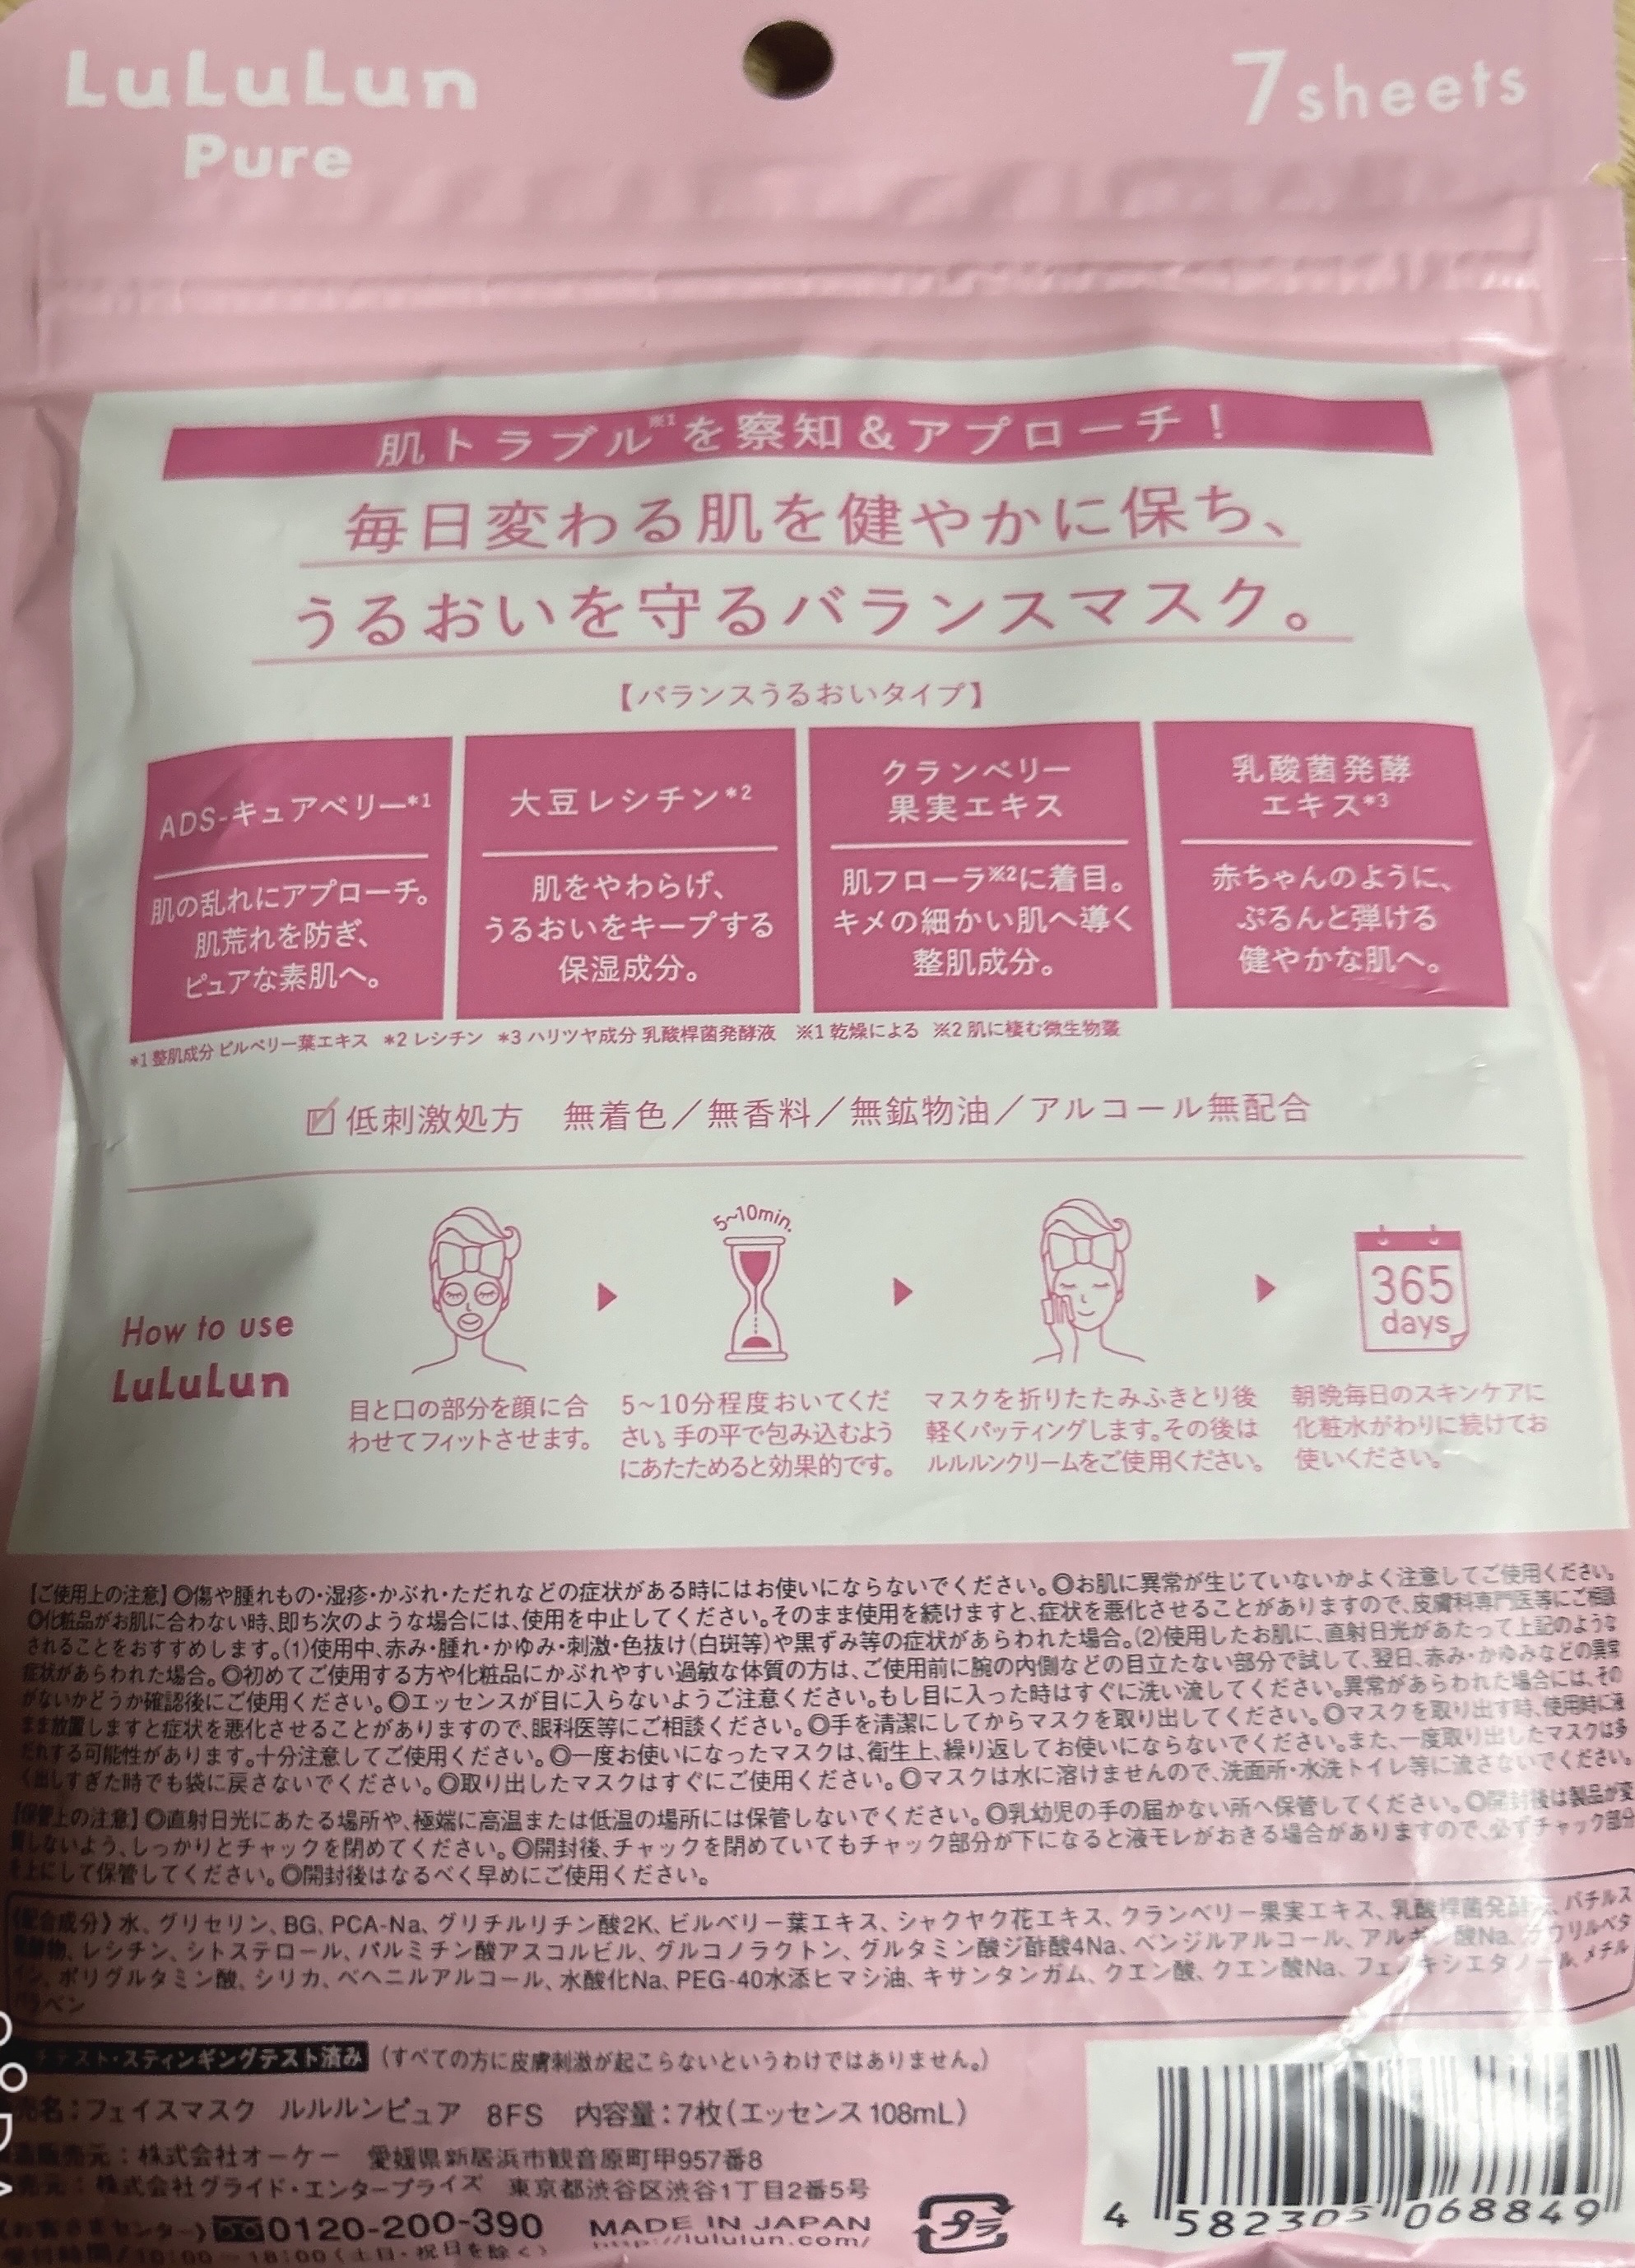 LuLuLun
Pure
7sheets
肌トラブル※1を察知&アプローチ!
毎日変わる肌を健やかに保ち、
うるおいを守るバランスマスク。
【バランスうるおいタイプ】
ADS-キュアベリー*1
肌の乱れにアプローチ。
肌荒れを防ぎ、
ピュアな素肌へ。
大豆レシチン*2
肌をやわらげ、
うるおいをキープする
保湿成分。
クランベリー
果実エキス
肌フローラ※2に着目。
キメの細かい肌へ導く
整肌成分。
乳酸菌発酵
エキス*3
赤ちゃんのように、
ぷるんと弾ける
健やかな肌へ。
*1 整肌成分 ビルベリー葉エキス *2 レシチン *3 ハリツヤ成分 乳酸桿菌発酵液 ※1 乾燥による ※2 肌に棲む微生物叢
低刺激処方 無着色/無香料/無鉱物油/アルコール無配合
How to use
LuLuLun
目と口の部分を顔に合
わせてフィットさせます。
5~10min.
5~10分程度おいてくだ
さい。手の平で包み込むよう
にあたためると効果的です。
マスクを折りたたみふきとり後
軽くパッティングします。その後は
ルルルンクリームをご使用ください。
365
days
朝晩毎日のスキンケアに
化粧水がわりに続けてお
使いください。
【ご使用上の注意】◎傷や腫れもの・湿疹・かぶれ・ただれなどの症状がある時にはお使いにならないでください。◎お肌に異常が生じていないかよく注意してご使用ください。
◎化粧品がお肌に合わない時、即ち次のような場合には、使用を中止してください。そのまま使用を続けますと、症状を悪化させることがありますので、皮膚科専門医等にご相談
されることをおすすめします。(1)使用中、赤み・腫れ・かゆみ・刺激・色抜け(白斑等)や黒ずみ等の症状があらわれた場合。(2)使用したお肌に、直射日光があたって上記のような
症状があらわれた場合。◎初めてご使用する方や化粧品にかぶれやすい過敏な体質の方は、ご使用前に腕の内側などの目立たない部分で試して、翌日、赤み・かゆみなどの異常
がないかどうか確認後にご使用ください。◎エッセンスが目に入らないようご注意ください。もし目に入った時はすぐに洗い流してください。異常があらわれた場合には、その
まま放置しますと症状を悪化させることがありますので、眼科医等にご相談ください。◎手を清潔にしてからマスクを取り出してください。◎マスクを取り出す時、使用時に液
だれする可能性があります。十分注意してご使用ください。◎一度お使いになったマスクは、衛生上、繰り返してお使いにならないでください。また、一度取り出したマスクは多
く出しすぎた時でも袋に戻さないでください。◎取り出したマスクはすぐにご使用ください。◎マスクは水に溶けませんので、洗面所・水洗トイレ等に流さないでください。
【保管上の注意】◎直射日光にあたる場所や、極端に高温または低温の場所には保管しないでください。◎乳幼児の手の届かない所へ保管してください。◎開封後は製品が変
質しないよう、しっかりとチャックを閉めてください。◎開封後、チャックを閉めていてもチャック部分が下になると液モレがおきる場合がありますので、必ずチャック部分
を上にして保管してください。◎開封後はなるべく早めにご使用ください。
《配合成分》水、グリセリン、BG、PCA-Na、グリチルリチン酸2K、ビルベリー葉エキス、シャクヤク花エキス、クランベリー果実エキス、乳酸桿菌発酵液、バチルス
発酵物、レシチン、シトステロール、パルミチン酸アスコルビル、グルコノラクトン、グルタミン酸ジ酢酸4Na、ベンジルアルコール、アルギン酸Na、ラウリルベタ
イン、ポリグルタミン酸、シリカ、ベヘニルアルコール、水酸化Na、PEG-40水添ヒマシ油、キサンタンガム、クエン酸、クエン酸Na、フェノキシエタノール、メチル
パラベン
チテスト・スティンギングテスト済み (すべての方に皮膚刺激が起こらないというわけではありません。)
売名:フェイスマスク ルルルンピュア 8FS 内容量:7枚(エッセンス108mL)
造販売元:株式会社オーケー 愛媛県新居浜市観音原町甲957番8
売元:株式会社グライド・エンタープライズ 東京都渋谷区渋谷1丁目2番5号
(お客さまセンター) 0120-200-390
受付時間/10:00-18:00(土日・祝日を除く)
MADE IN JAPAN
http://lululun.com/
プラ
4 582305 068849